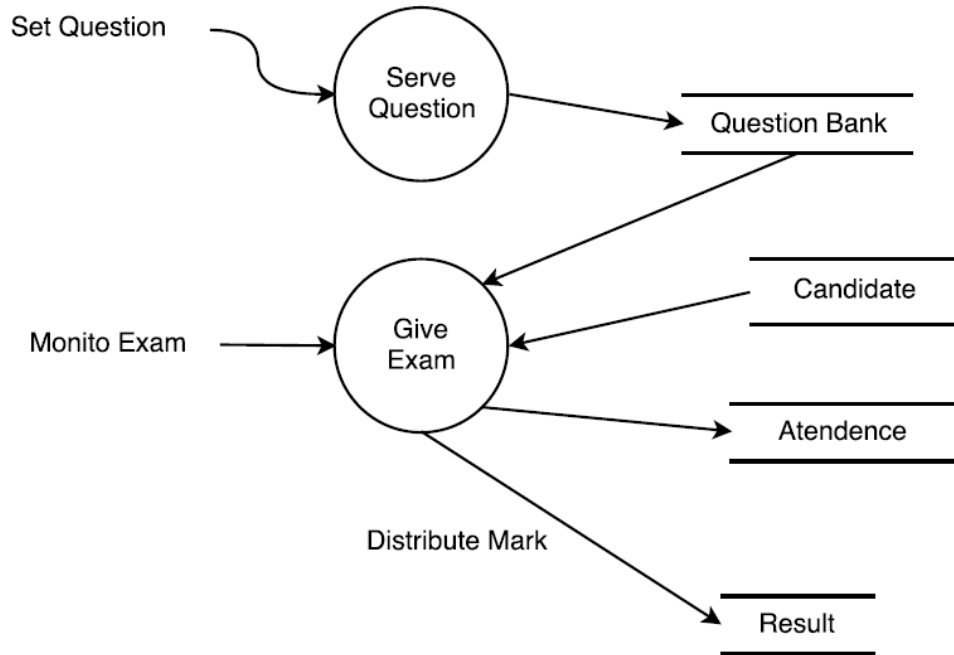 Set Question
Serve
Question
Question Bank
Candidate
Give
Exam
Monito Exam
Atendence
Distribute Mark
Result